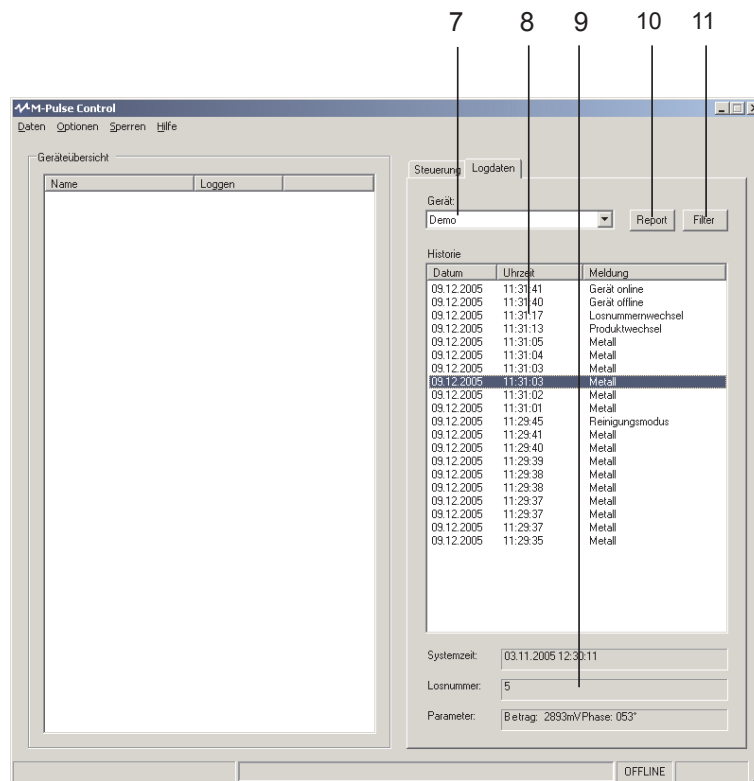 7 8 9 10 11
M-Pulse Control
Daten Optionen Sperren Hilfe
Geräteübersicht
Name Loggen
Steuerung Logdaten
Gerät:
Demo Report Filter
Historie
Datum Uhrzeit Meldung
09.12.2005 11:31:41 Gerät online
09.12.2005 11:31:40 Gerät offline
09.12.2005 11:31:17 Losnummernwechsel
09.12.2005 11:31:13 Produktwechsel
09.12.2005 11:31:05 Metall
09.12.2005 11:31:04 Metall
09.12.2005 11:31:03 Metall
09.12.2005 11:31:03 Metall
09.12.2005 11:31:02 Metall
09.12.2005 11:31:01 Metall
09.12.2005 11:29:45 Reinigungsmodus
09.12.2005 11:29:41 Metall
09.12.2005 11:29:40 Metall
09.12.2005 11:29:39 Metall
09.12.2005 11:29:38 Metall
09.12.2005 11:29:38 Metall
09.12.2005 11:29:37 Metall
09.12.2005 11:29:37 Metall
09.12.2005 11:29:37 Metall
09.12.2005 11:29:35 Metall
Systemzeit: 03.11.2005 12:30:11
Losnummer: 5
Parameter: Betrag: 2893mVPhase: 053°
OFFLINE